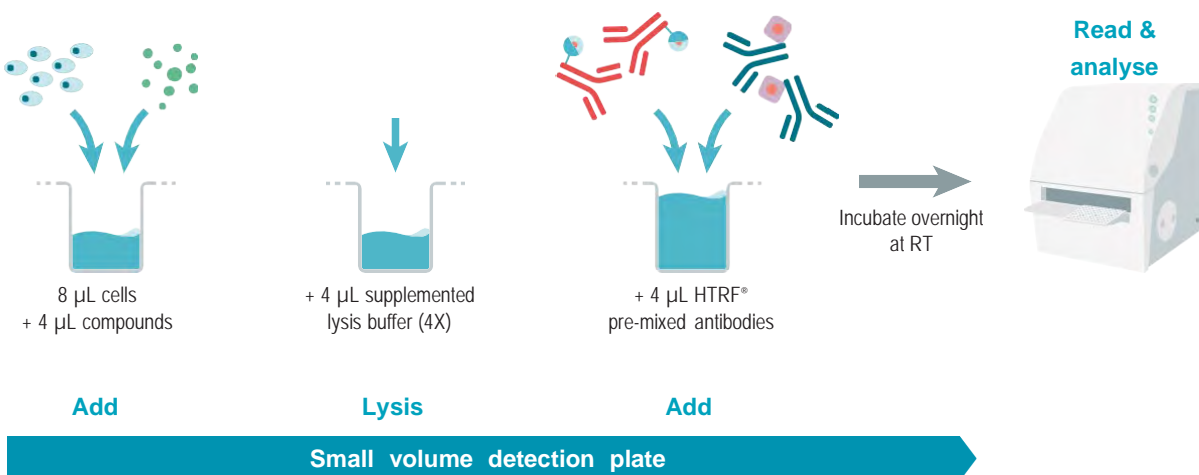 Read &
analyse
Incubate overnight
at RT
8 µL cells
+ 4 µL compounds
+ 4 µL supplemented
lysis buffer (4X)
+ 4 µL HTRF®
pre-mixed antibodies
Add
Lysis
Add
Small volume detection plate